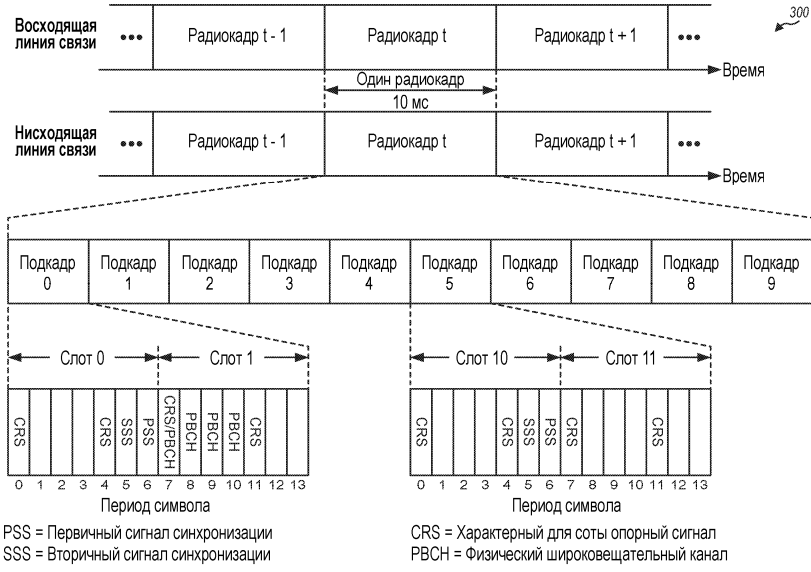 300
Восходящая
линия связи
••• Радиокадр t - 1 Радиокадр t Радиокадр t + 1 •••
Время
Один радиокадр
10 мс
Нисходящая
линия связи
••• Радиокадр t - 1 Радиокадр t Радиокадр t + 1 •••
Время
Подкадр 0 Подкадр 1 Подкадр 2 Подкадр 3 Подкадр 4 Подкадр 5 Подкадр 6 Подкадр 7 Подкадр 8 Подкадр 9
Слот 0 Слот 1
CRS CRS SSS PSS CRS/PBCH PBCH PBCH PBCH CRS
0 1 2 3 4 5 6 7 8 9 10 11 12 13
Период символа
Слот 10 Слот 11
CRS CRS SSS PSS CRS CRS
0 1 2 3 4 5 6 7 8 9 10 11 12 13
Период символа
PSS = Первичный сигнал синхронизации
SSS = Вторичный сигнал синхронизации
CRS = Характерный для соты опорный сигнал
PBCH = Физический широковещательный канал